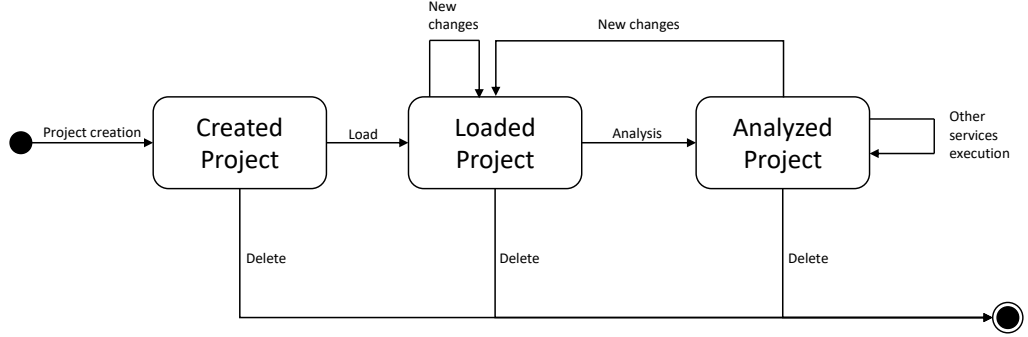 New
changes
New changes
Project creation
Created
Project
Load
Loaded
Project
Analysis
Analyzed
Project
Other
services
execution
Delete
Delete
Delete